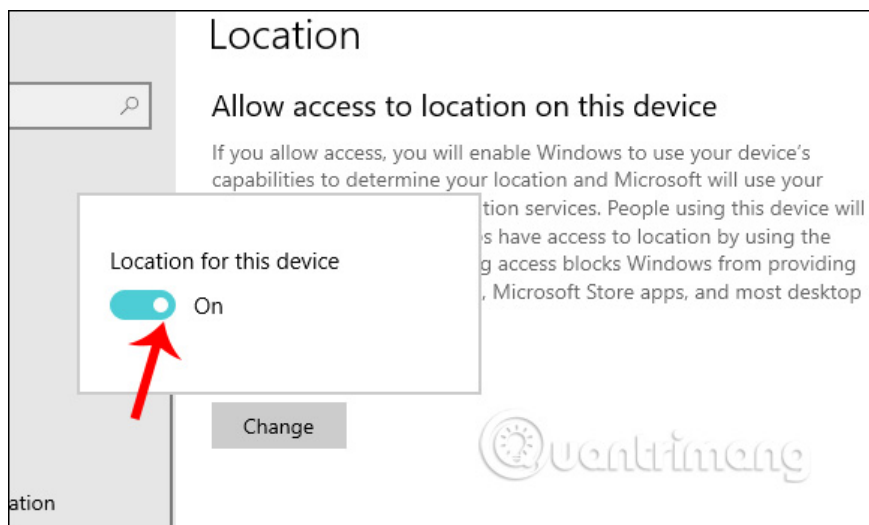 Location
Allow access to location on this device
If you allow access, you will enable Windows to use your device's
capabilities to determine your location and Microsoft will use your
tion services. People using this device will
s have access to location by using the
g access blocks Windows from providing
, Microsoft Store apps, and most desktop
Location for this device
On
Change
Quantrimang
ation